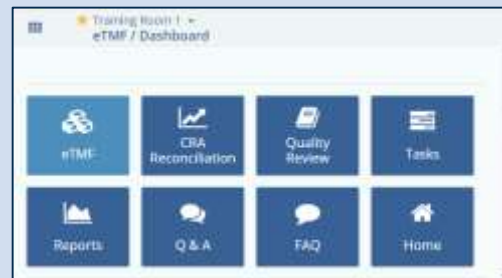 Training Room 1
eTMF / Dashboard
eTMF
CRA
Reconciliation
Quality
Review
Tasks
Reports
Q & A
FAQ
Home